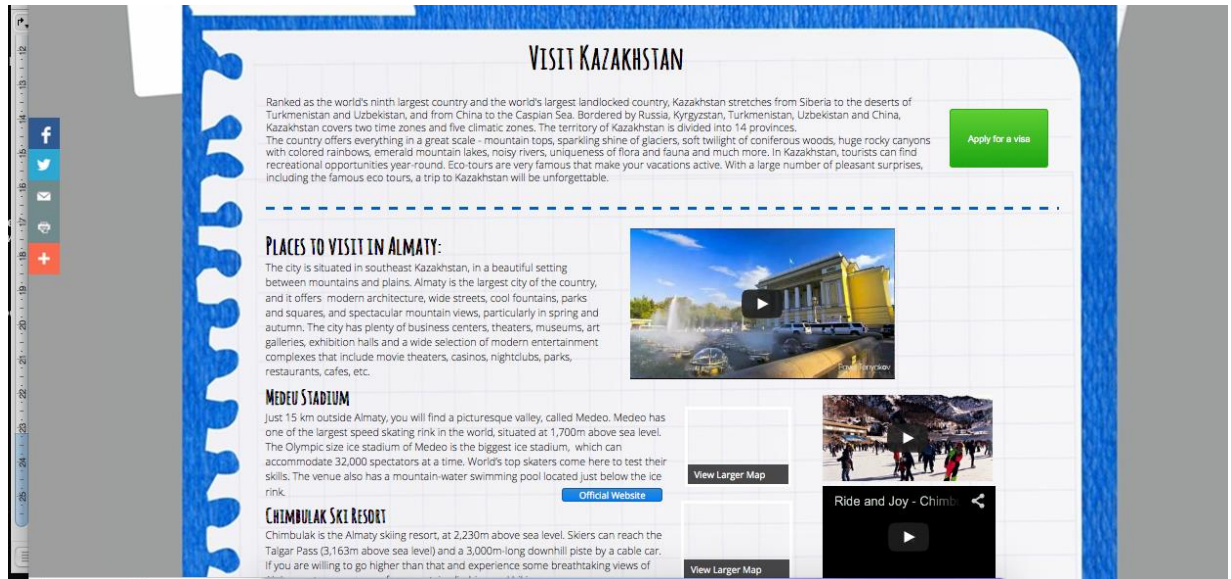 VISIT KAZAKHSTAN
Ranked as the world's ninth largest country and the world's largest landlocked country, Kazakhstan stretches from Siberia to the deserts of
Turkmenistan and Uzbekistan, and from China to the Caspian Sea. Bordered by Russia, Kyrgyzstan, Turkmenistan, Uzbekistan and China,
Kazakhstan covers two time zones and five climatic zones. The territory of Kazakhstan is divided into 14 provinces.
The country offers everything in a great scale - mountain tops, sparkling shine of glaciers, soft twilight of coniferous woods, huge rocky canyons
with colored rainbows, emerald mountain lakes, noisy rivers, uniqueness of flora and fauna and much more. In Kazakhstan, tourists can find
recreational opportunities year-round. Eco-tours are very famous that make your vacations active. With a large number of pleasant surprises,
including the famous eco tours, a trip to Kazakhstan will be unforgettable.
Apply for a visa
PLACES TO VISIT IN ALMATY:
The city is situated in southeast Kazakhstan, in a beautiful setting
between mountains and plains. Almaty is the largest city of the country,
and it offers modern architecture, wide streets, cool fountains, parks
and squares, and spectacular mountain views, particularly in spring and
autumn. The city has plenty of business centers, theaters, museums, art
galleries, exhibition halls and a wide selection of modern entertainment
complexes that include movie theaters, casinos, nightclubs, parks,
restaurants, cafes, etc.
MEDEU STADIUM
Just 15 km outside Almaty, you will find a picturesque valley, called Medeo. Medeo has
one of the largest speed skating rink in the world, situated at 1,700m above sea level.
The Olympic size ice stadium of Medeo is the biggest ice stadium, which can
accommodate 32,000 spectators at a time. World's top skaters come here to test their
skills. The venue also has a mountain-water swimming pool located just below the ice
rink.
Official Website
View Larger Map
CHIMBULAK SKI RESORT
Chimbulak is the Almaty skiing resort, at 2,230m above sea level. Skiers can reach the
Talgar Pass (3,163m above sea level) and a 3,000m-long downhill piste by a cable car.
If you are willing to go higher than that and experience some breathtaking views of
View Larger Map
Ride and Joy - Chimb